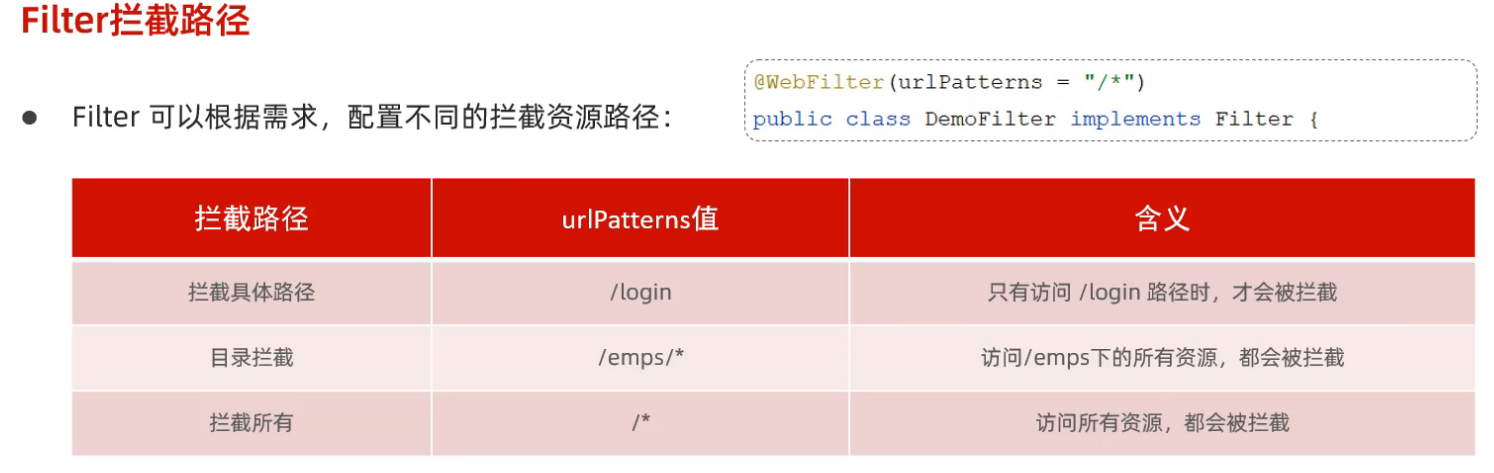 Filter拦截路径
@WebFilter(urlPatterns = "/*")
public class DemoFilter implements Filter {
● Filter 可以根据需求，配置不同的拦截资源路径：
拦截路径 urlPatterns值 含义
拦截具体路径 /login 只有访问 /login 路径时，才会被拦截
目录拦截 /emps/* 访问/emps下的所有资源，都会被拦截
拦截所有 /* 访问所有资源，都会被拦截